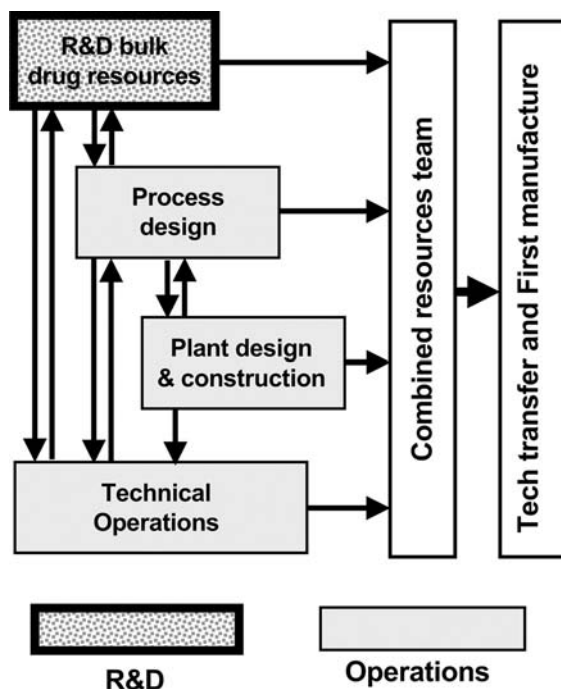 R&D bulk
drug resources
Process
design
Plant design
& construction
Technical
Operations
Combined resources team
Tech transfer and First manufacture
R&D
Operations